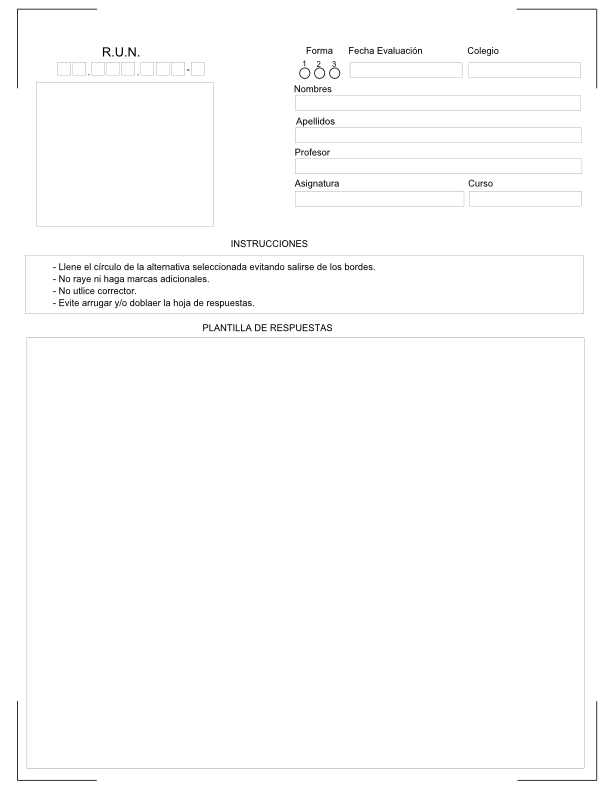 R.U.N.
. . -
Forma Fecha Evaluación Colegio
1 2 3
Nombres
Apellidos
Profesor
Asignatura Curso
INSTRUCCIONES
- Llene el círculo de la alternativa seleccionada evitando salirse de los bordes.
- No raye ni haga marcas adicionales.
- No utlice corrector.
- Evite arrugar y/o doblaer la hoja de respuestas.
PLANTILLA DE RESPUESTAS